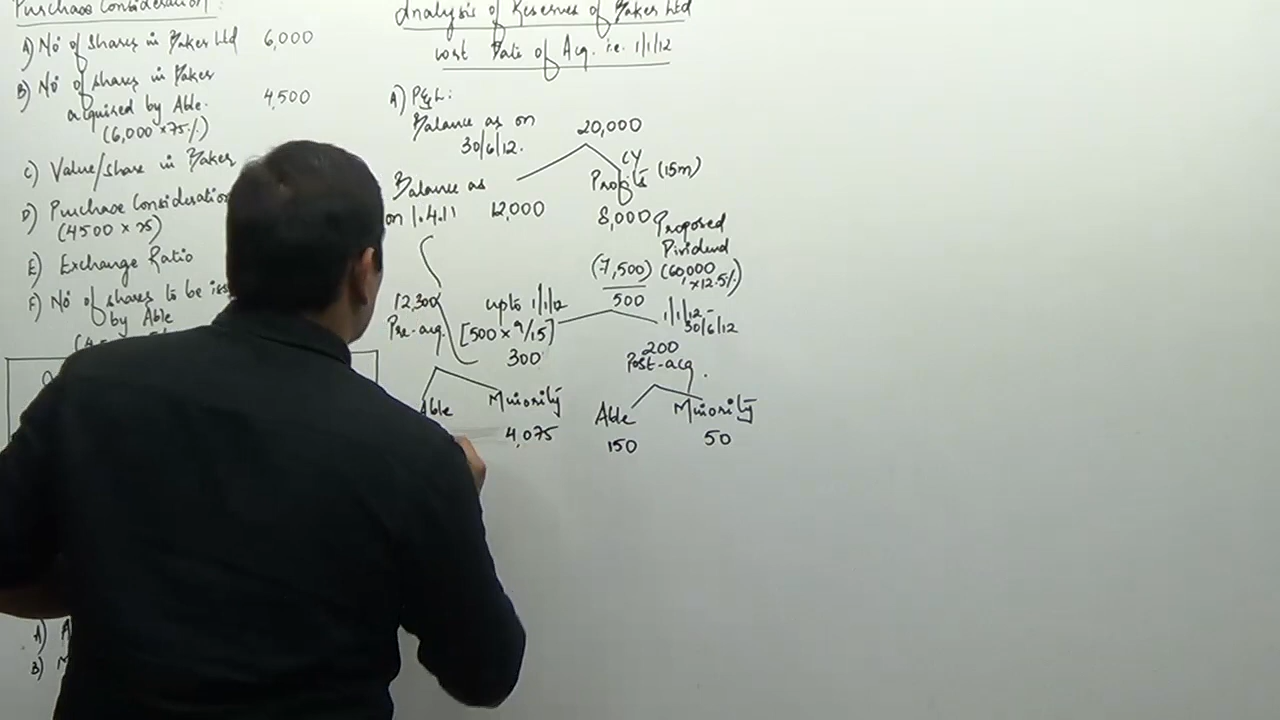 Purchase Consideration:
A) No of Shares in Baker Ltd 6,000
B) No of shares in Baker
acquired by Able. 4,500
(6,000 × 75%)
C) Value/share in Baker
D) Purchase Consideration
(4500 × 25)
E) Exchange Ratio
F) No of shares to be
by Able
A)
B)
Analysis of Reserves of Baker Ltd
wrt Date of Acq. i.e. 1/1/12
A) P&L:
Balance as on 20,000
30/6/12.
Balance as
on 1.4.11 12,000
CY
Profits (15m)
8,000 Proposed
Dividend
(7,500) (60,000
× 12.5%)
500
12,300
Pre-acq.
upto 1/1/12
[500 × 9/15]
300
1/1/12 -
30/6/12
200
Post-acq.
Able Minority
4,075
Able Minority
150 50